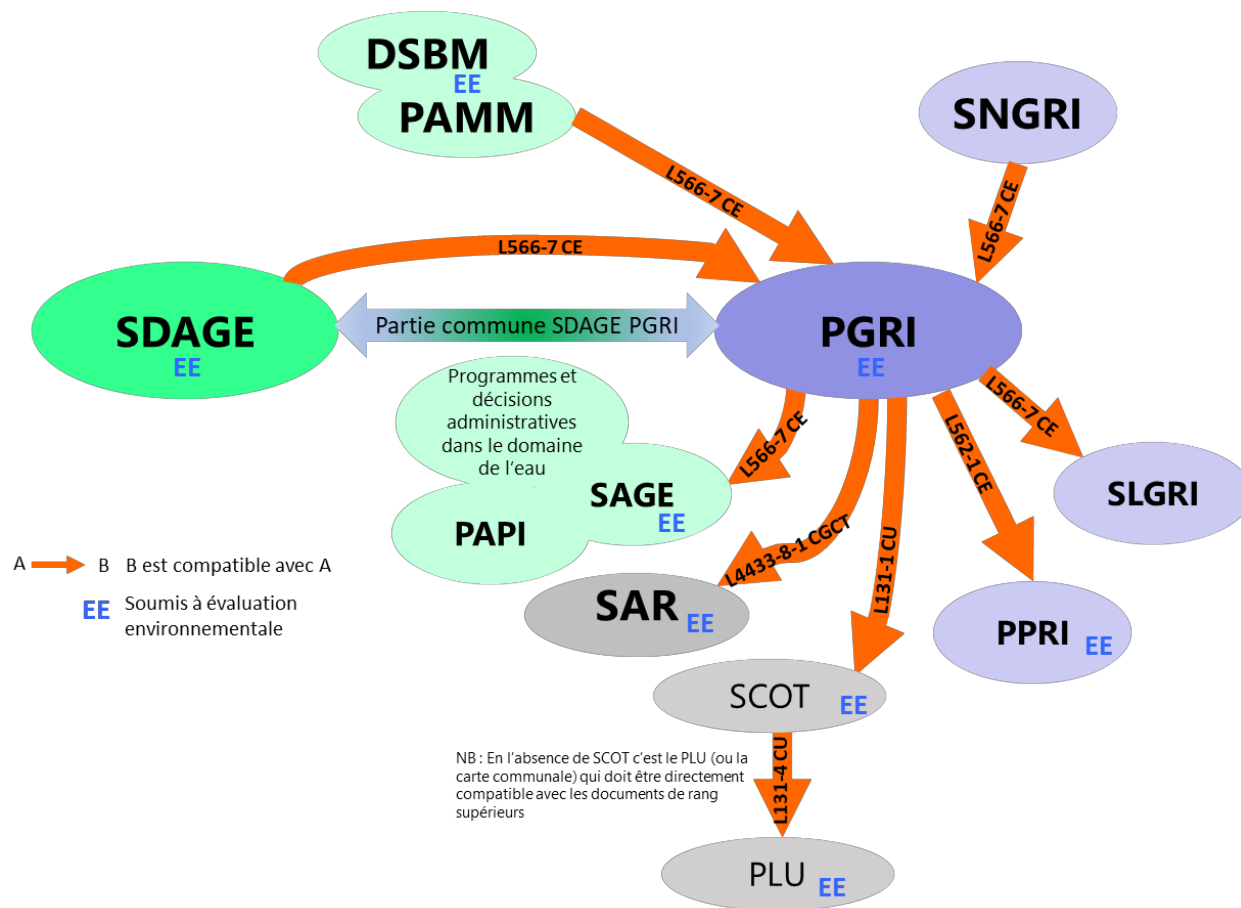 DSBM
EE
PAMM
SNGRI
L566-7 CE
L566-7 CE
L566-7 CE
SDAGE
EE
Partie commune SDAGE PGRI
PGRI
EE
Programmes et
décisions
administratives
dans le domaine
de l'eau
L566-7 CE
L4433-8-1 CGCT
L131-1 CU
L562-1 CE
L566-7 CE
SAGE
EE
PAPI
SLGRI
A B B est compatible avec A
EE Soumis à évaluation
environnementale
SAR EE
PPRI EE
SCOT EE
NB : En l'absence de SCOT c'est le PLU (ou la
carte communale) qui doit être directement
compatible avec les documents de rang
supérieurs
L131-4 CU
PLU EE